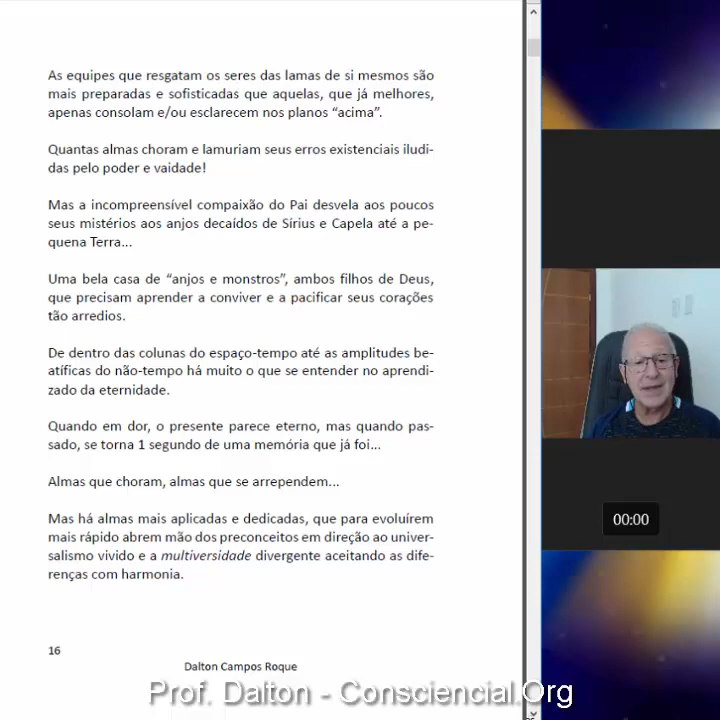 As equipes que resgatam os seres das lamas de si mesmos são
mais preparadas e sofisticadas que aquelas, que já melhores,
apenas consolam e/ou esclarecem nos planos “acima”.
Quantas almas choram e lamuriam seus erros existenciais iludi-
das pelo poder e vaidade!
Mas a incompreensível compaixão do Pai desvela aos poucos
seus mistérios aos anjos decaídos de Sírius e Capela até a pe-
quena Terra...
Uma bela casa de “anjos e monstros”, ambos filhos de Deus,
que precisam aprender a conviver e a pacificar seus corações
tão arredios.
De dentro das colunas do espaço-tempo até as amplitudes be-
atíficas do não-tempo há muito o que se entender no aprendi-
zado da eternidade.
Quando em dor, o presente parece eterno, mas quando pas-
sado, se torna 1 segundo de uma memória que já foi...
Almas que choram, almas que se arrependem...
Mas há almas mais aplicadas e dedicadas, que para evoluírem
mais rápido abrem mão dos preconceitos em direção ao univer-
salismo vivido e a multiversidade divergente aceitando as dife-
renças com harmonia.
00:00
16
Dalton Campos Roque
Prof. Dalton - Consciencial.Org